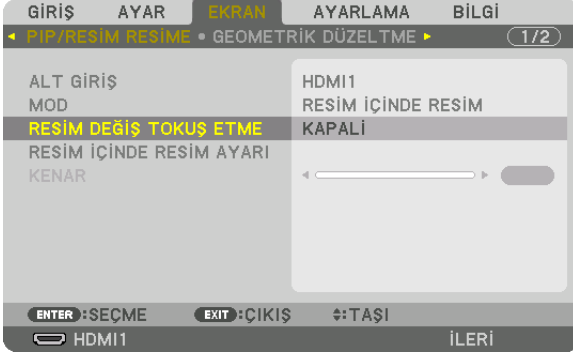 GİRİŞ AYAR EKRAN AYARLAMA BİLGİ
PIP/RESİM RESİME • GEOMETRİK DÜZELTME 1/2
ALT GİRİŞ HDMI1
MOD RESİM İÇİNDE RESİM
RESİM DEĞİŞ TOKUŞ ETME KAPALİ
RESİM İÇİNDE RESİM AYARI
KENAR
ENTER :SEÇME EXIT :ÇIKIŞ :TAŞI
HDMI1 İLERİ